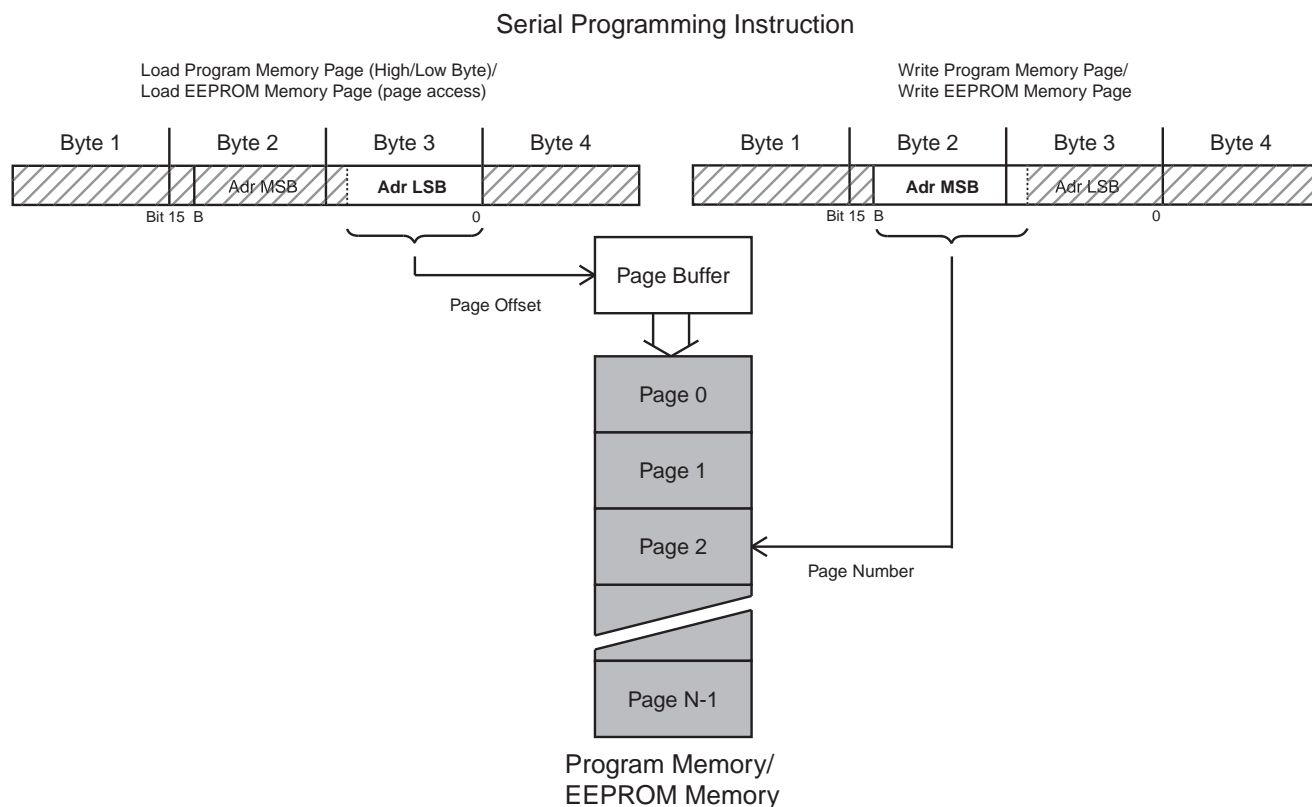 Serial Programming Instruction
Load Program Memory Page (High/Low Byte)/
Load EEPROM Memory Page (page access)
Write Program Memory Page/
Write EEPROM Memory Page
Byte 1 Byte 2 Byte 3 Byte 4
Byte 1 Byte 2 Byte 3 Byte 4
Adr MSB Adr LSB
Adr MSB Adr LSB
Bit 15 B 0
Bit 15 B 0
Page Buffer
Page Offset
Page 0
Page 1
Page 2
Page Number
Page N-1
Program Memory/
EEPROM Memory